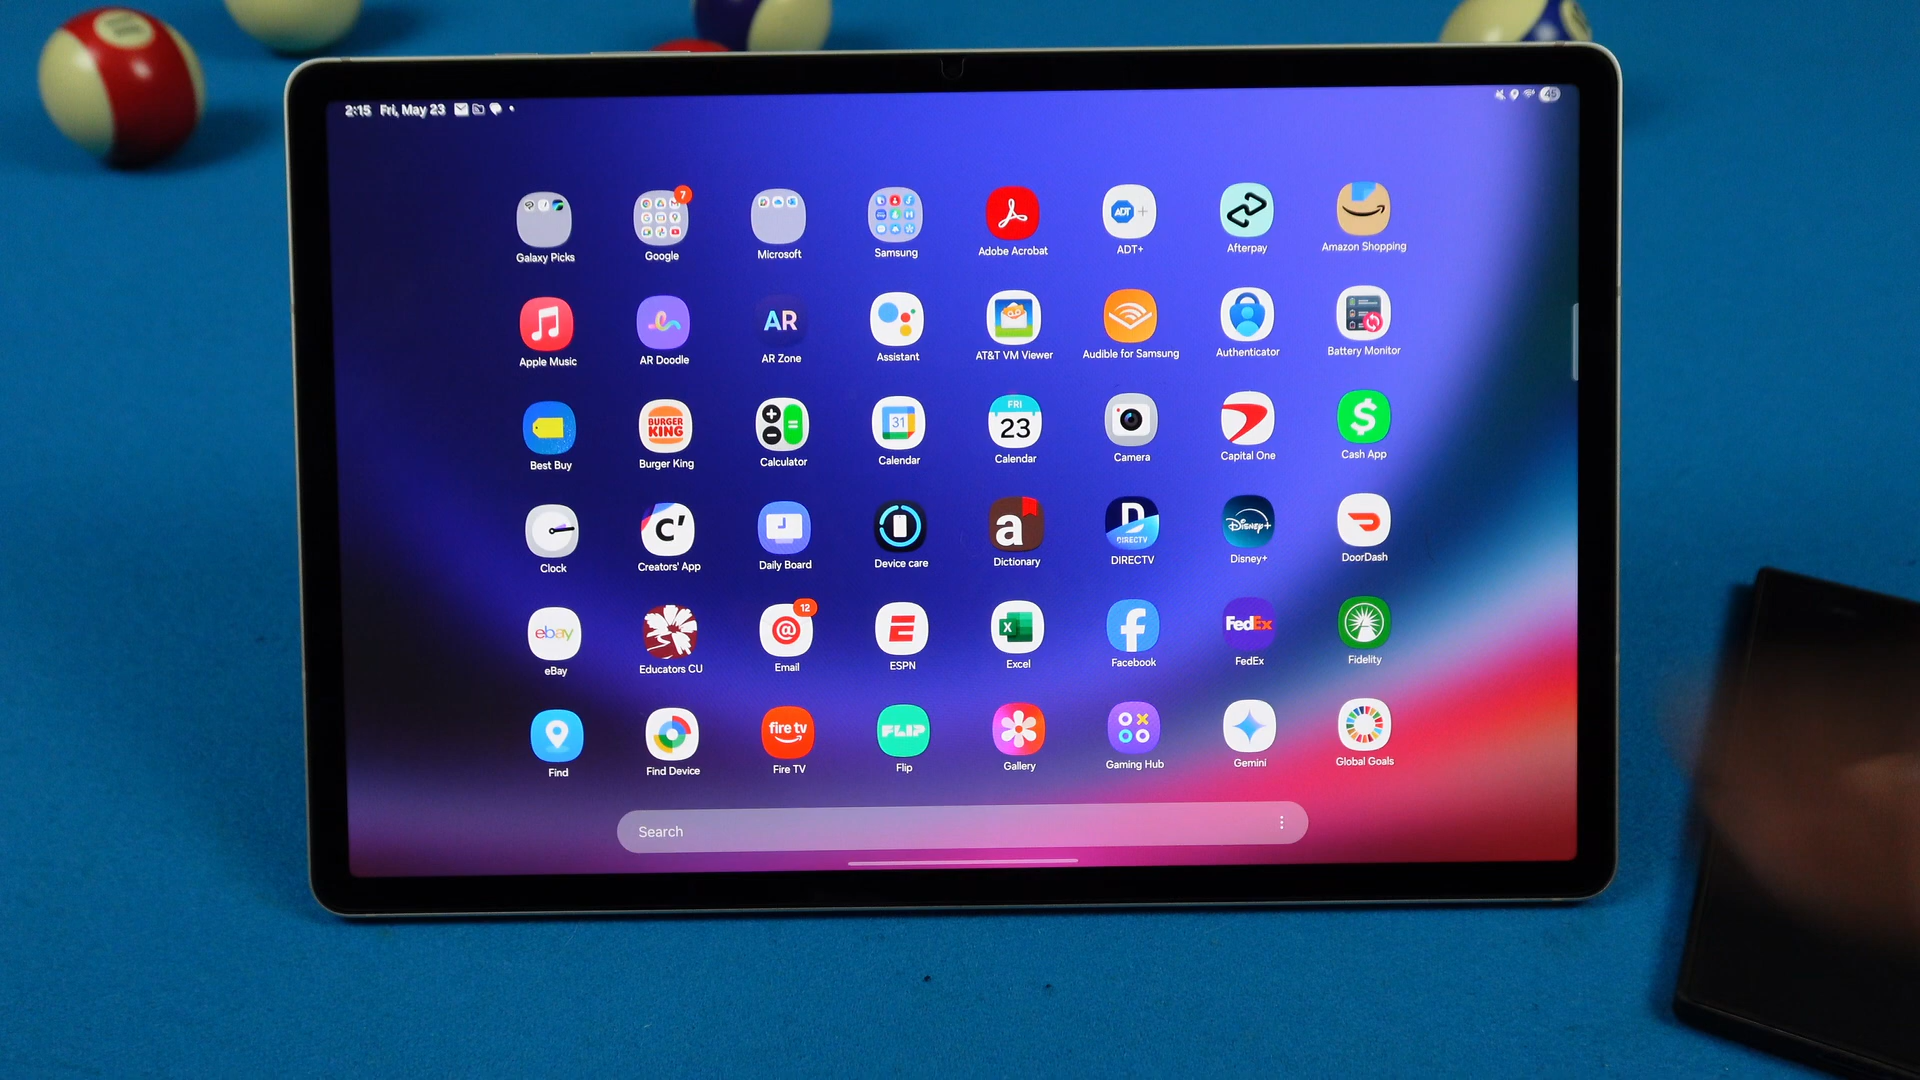 2:15 Fri, May 23
45
7
Galaxy Picks Google Microsoft Samsung Adobe Acrobat ADT+ Afterpay Amazon Shopping
ADT +
Apple Music AR Doodle AR Zone Assistant AT&T VM Viewer Audible for Samsung Authenticator Battery Monitor
AR
BURGER KING
31
FRI
23
Best Buy Burger King Calculator Calendar Calendar Camera Capital One Cash App
C'
a
D
DIRECTV
Disney+
Clock Creators' App Daily Board Device care Dictionary DIRECTV Disney+ DoorDash
ebay
12
FedEx
eBay Educators CU Email ESPN Excel Facebook FedEx Fidelity
fire tv
FLIP
Find Find Device Fire TV Flip Gallery Gaming Hub Gemini Global Goals
Search